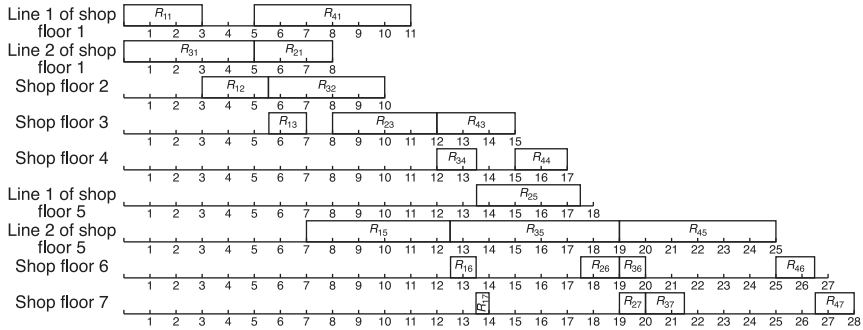 Line 1 of shop floor 1
R11 R41
1 2 3 4 5 6 7 8 9 10 11
Line 2 of shop floor 1
R31 R21
1 2 3 4 5 6 7 8
Shop floor 2
R12 R32
1 2 3 4 5 6 7 8 9 10
Shop floor 3
R13 R23 R43
1 2 3 4 5 6 7 8 9 10 11 12 13 14 15
Shop floor 4
R34 R44
1 2 3 4 5 6 7 8 9 10 11 12 13 14 15 16 17
Line 1 of shop floor 5
R25
1 2 3 4 5 6 7 8 9 10 11 12 13 14 15 16 17 18
Line 2 of shop floor 5
R15 R35 R45
1 2 3 4 5 6 7 8 9 10 11 12 13 14 15 16 17 18 19 20 21 22 23 24 25
Shop floor 6
R16 R26 R36 R46
1 2 3 4 5 6 7 8 9 10 11 12 13 14 15 16 17 18 19 20 21 22 23 24 25 26 27
Shop floor 7
R17 R27 R37 R47
1 2 3 4 5 6 7 8 9 10 11 12 13 14 15 16 17 18 19 20 21 22 23 24 25 26 27 28